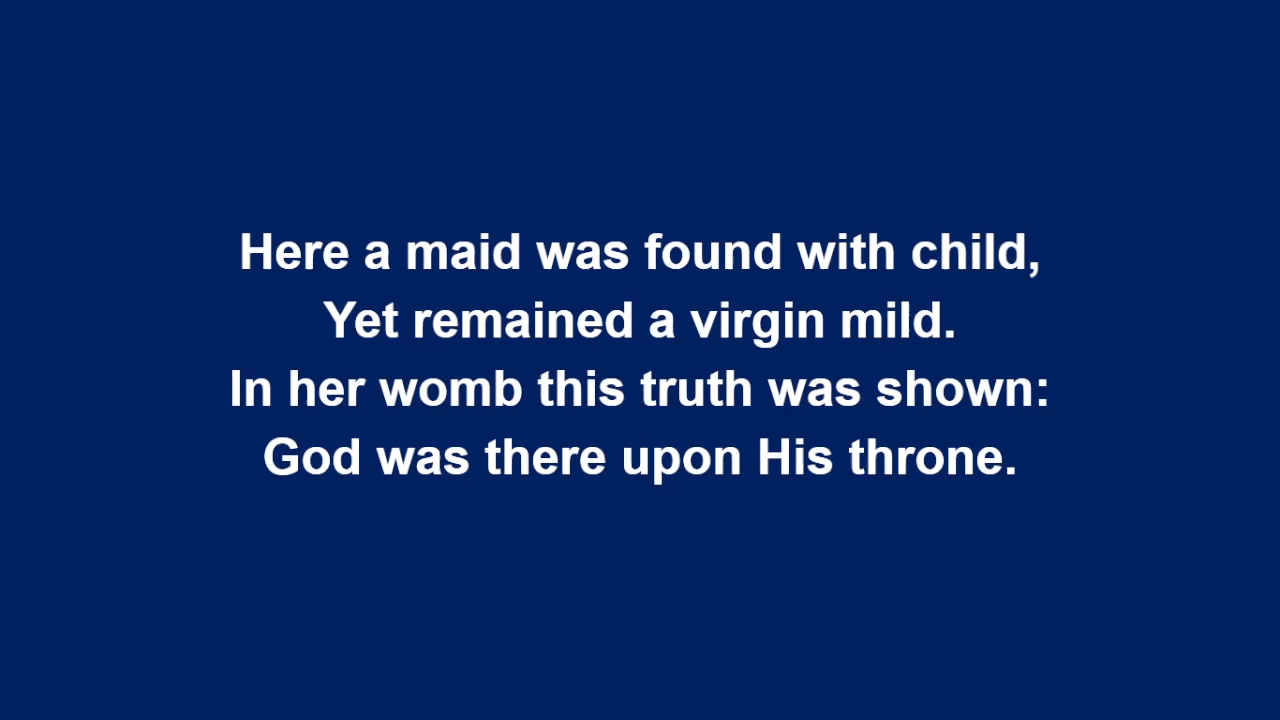 Here a maid was found with child,
Yet remained a virgin mild.
In her womb this truth was shown:
God was there upon His throne.